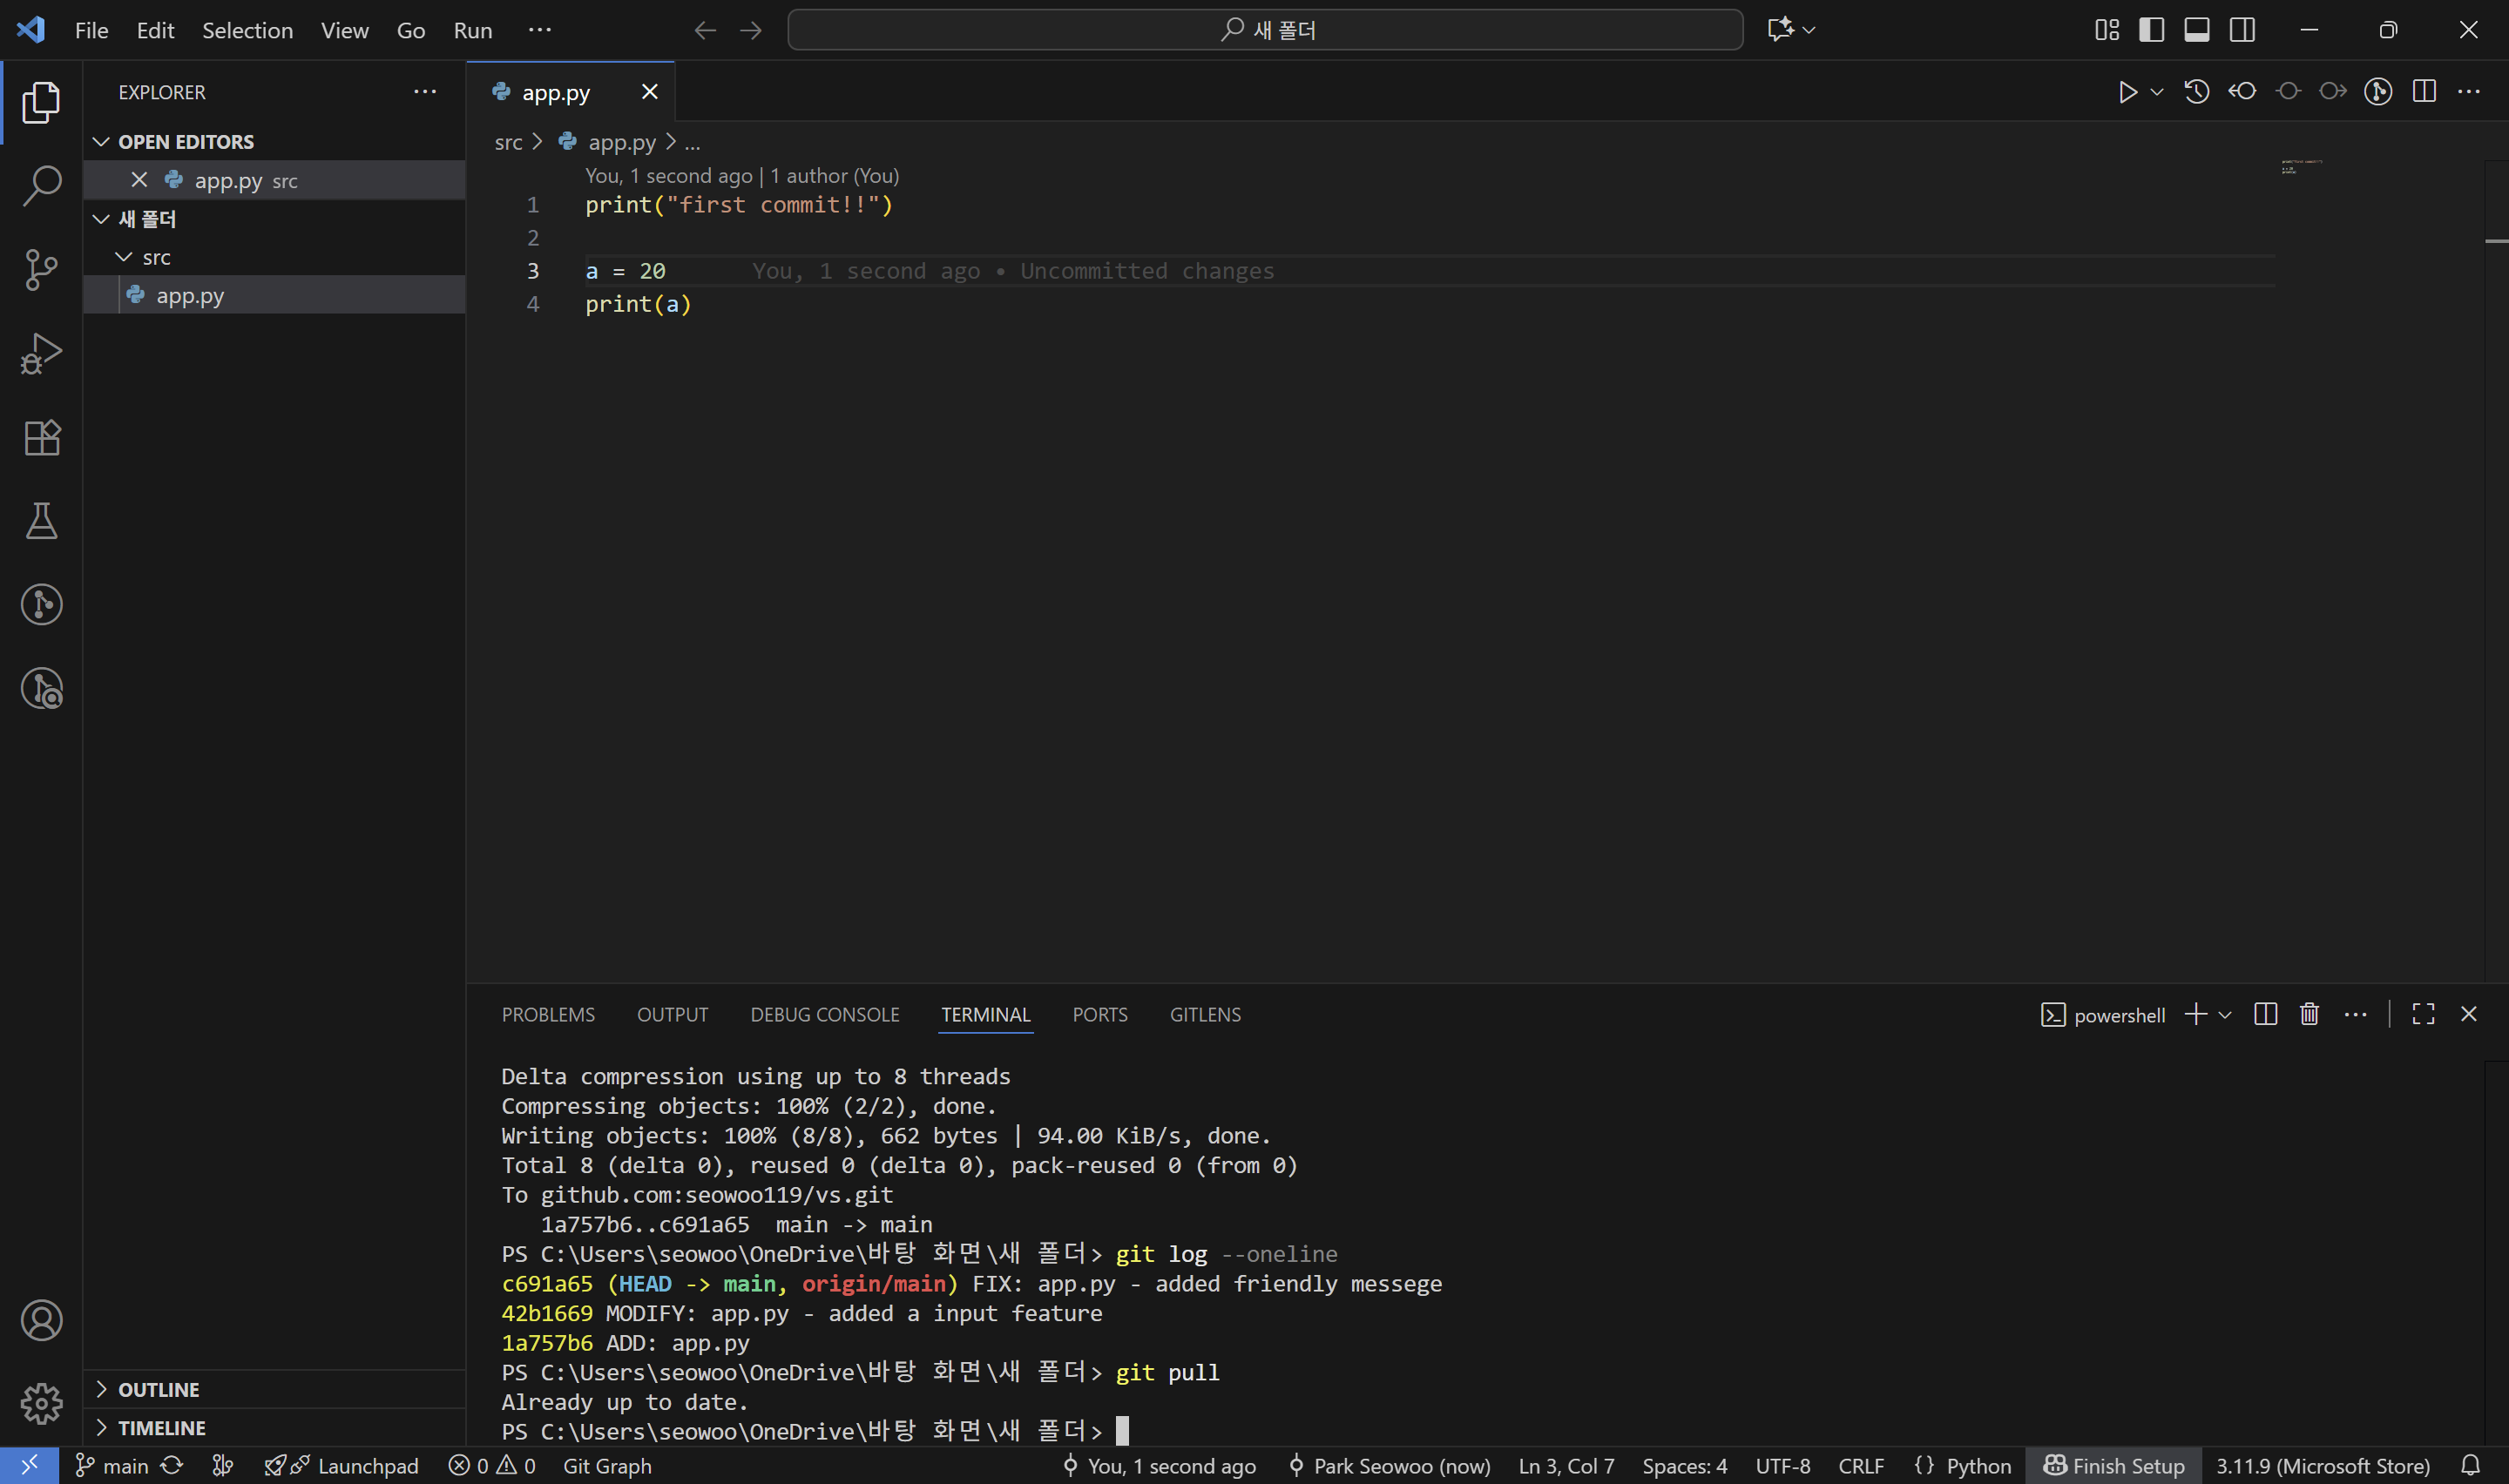 File Edit Selection View Go Run ··· 새 폴더
EXPLORER ···
OPEN EDITORS
app.py src
새 폴더
src
app.py
OUTLINE
TIMELINE
app.py
src > app.py > ...
You, 1 second ago | 1 author (You)
1 print("first commit!!")
2
3 a = 20 You, 1 second ago • Uncommitted changes
4 print(a)
PROBLEMS OUTPUT DEBUG CONSOLE TERMINAL PORTS GITLENS powershell
Delta compression using up to 8 threads
Compressing objects: 100% (2/2), done.
Writing objects: 100% (8/8), 662 bytes | 94.00 KiB/s, done.
Total 8 (delta 0), reused 0 (delta 0), pack-reused 0 (from 0)
To github.com:seowoo119/vs.git
1a757b6..c691a65 main -> main
PS C:\Users\seowoo\OneDrive\바탕 화면\새 폴더> git log --oneline
c691a65 (HEAD -> main, origin/main) FIX: app.py - added friendly messege
42b1669 MODIFY: app.py - added a input feature
1a757b6 ADD: app.py
PS C:\Users\seowoo\OneDrive\바탕 화면\새 폴더> git pull
Already up to date.
PS C:\Users\seowoo\OneDrive\바탕 화면\새 폴더>
main Launchpad 0 0 Git Graph You, 1 second ago Park Seowoo (now) Ln 3, Col 7 Spaces: 4 UTF-8 CRLF {} Python Finish Setup 3.11.9 (Microsoft Store)